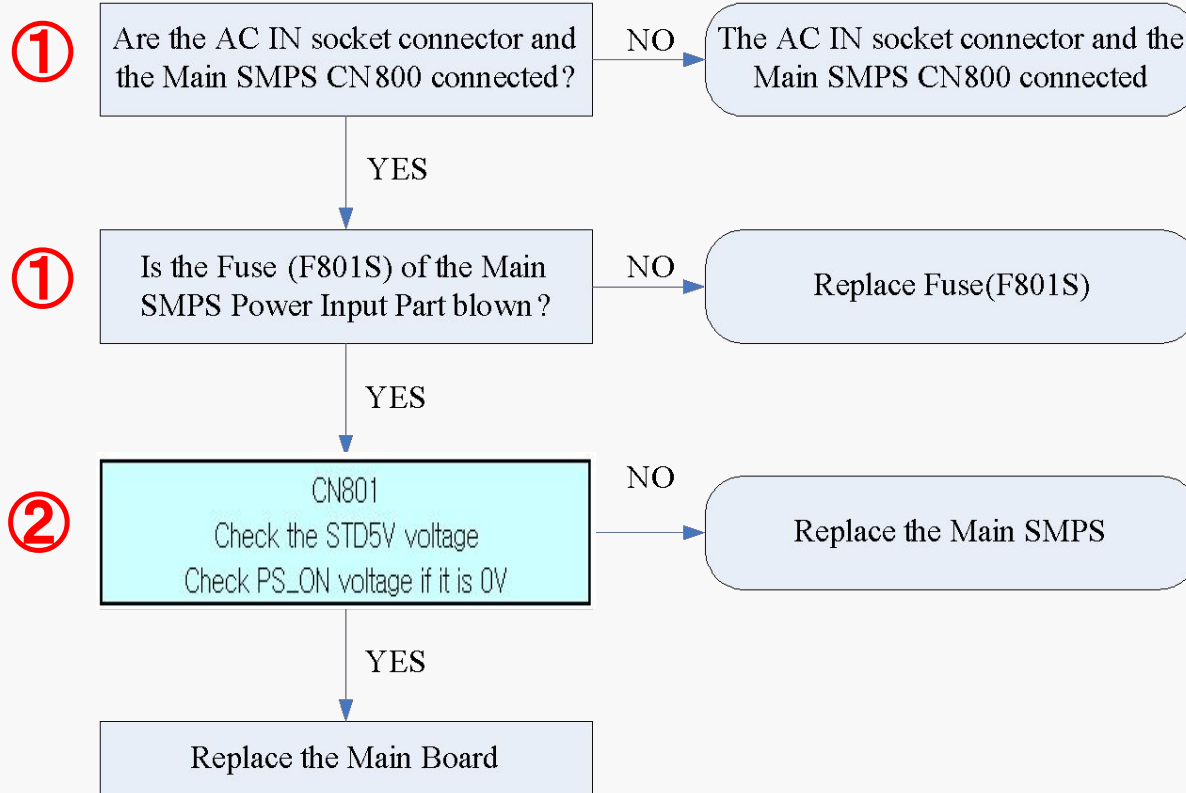 ①
Are the AC IN socket connector and
the Main SMPS CN800 connected?
NO
The AC IN socket connector and the
Main SMPS CN800 connected
YES
①
Is the Fuse (F801S) of the Main
SMPS Power Input Part blown?
NO
Replace Fuse(F801S)
YES
②
CN801
Check the STD5V voltage
Check PS_ON voltage if it is 0V
NO
Replace the Main SMPS
YES
Replace the Main Board